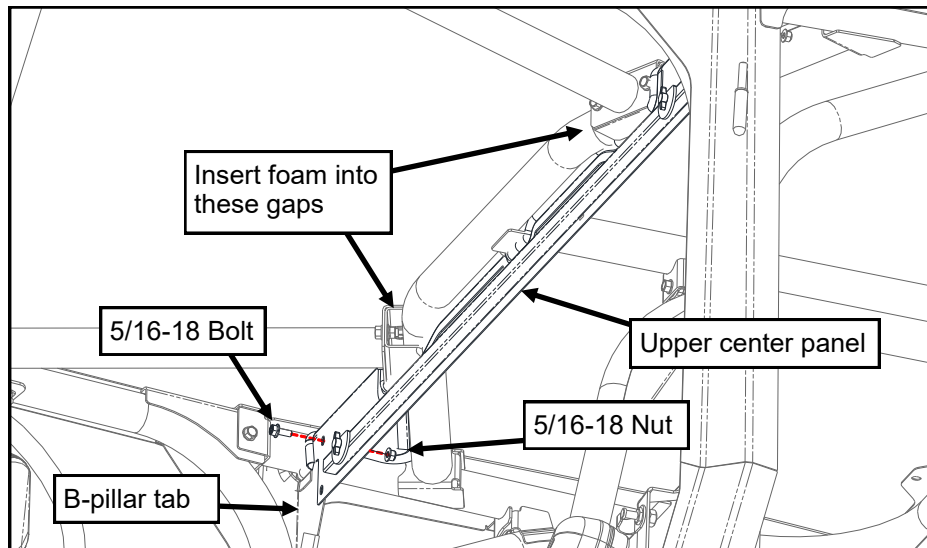 Insert foam into
these gaps
5/16-18 Bolt
Upper center panel
5/16-18 Nut
B-pillar tab